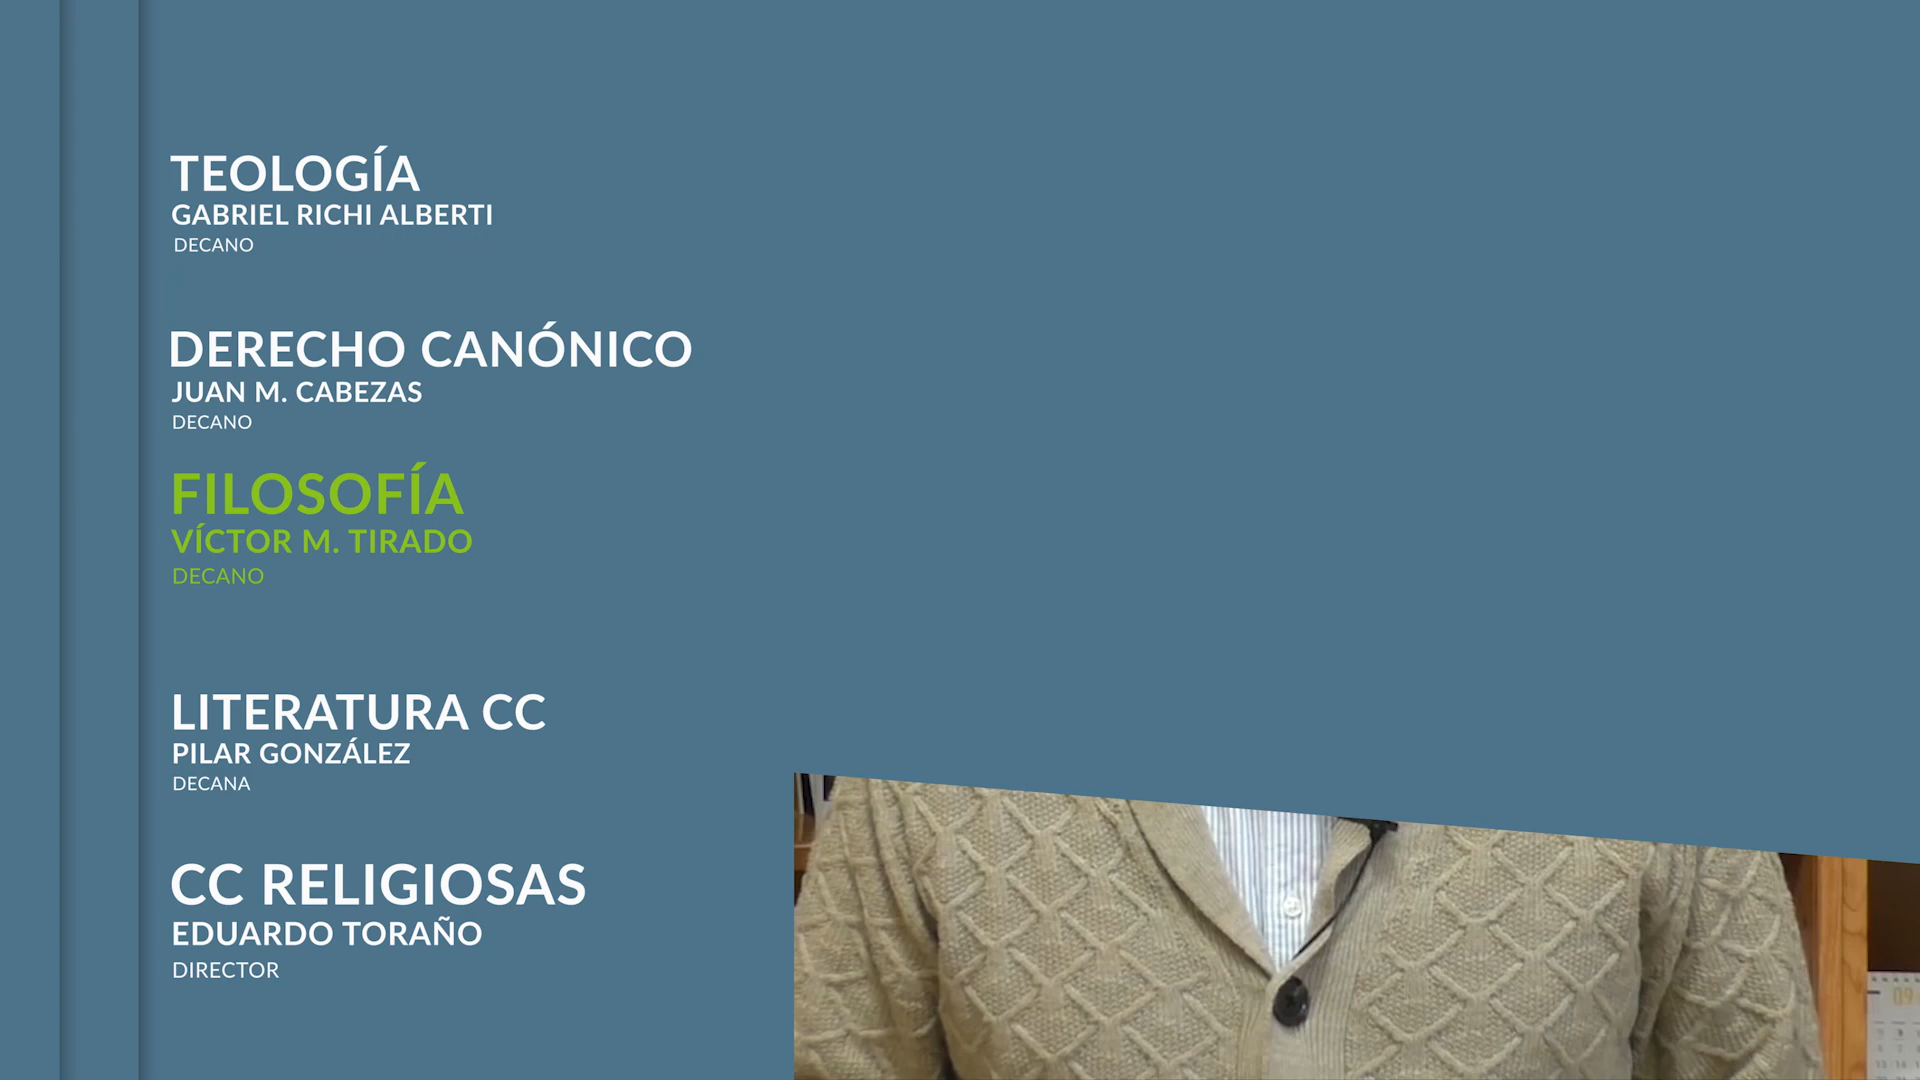 TEOLOGÍA
GABRIEL RICHI ALBERTI
DECANO
DERECHO CANÓNICO
JUAN M. CABEZAS
DECANO
FILOSOFÍA
VÍCTOR M. TIRADO
DECANO
LITERATURA CC
PILAR GONZÁLEZ
DECANA
CC RELIGIOSAS
EDUARDO TORAÑO
DIRECTOR
09